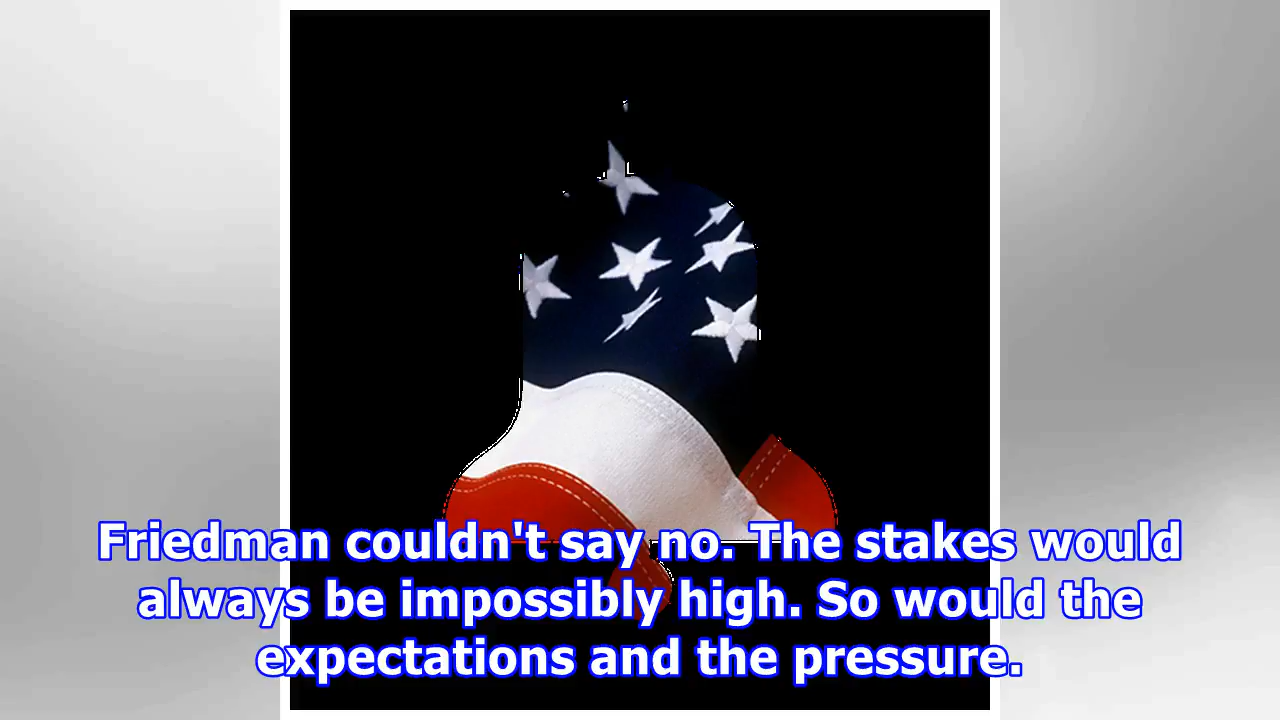 Friedman couldn't say no. The stakes would
always be impossibly high. So would the
expectations and the pressure.